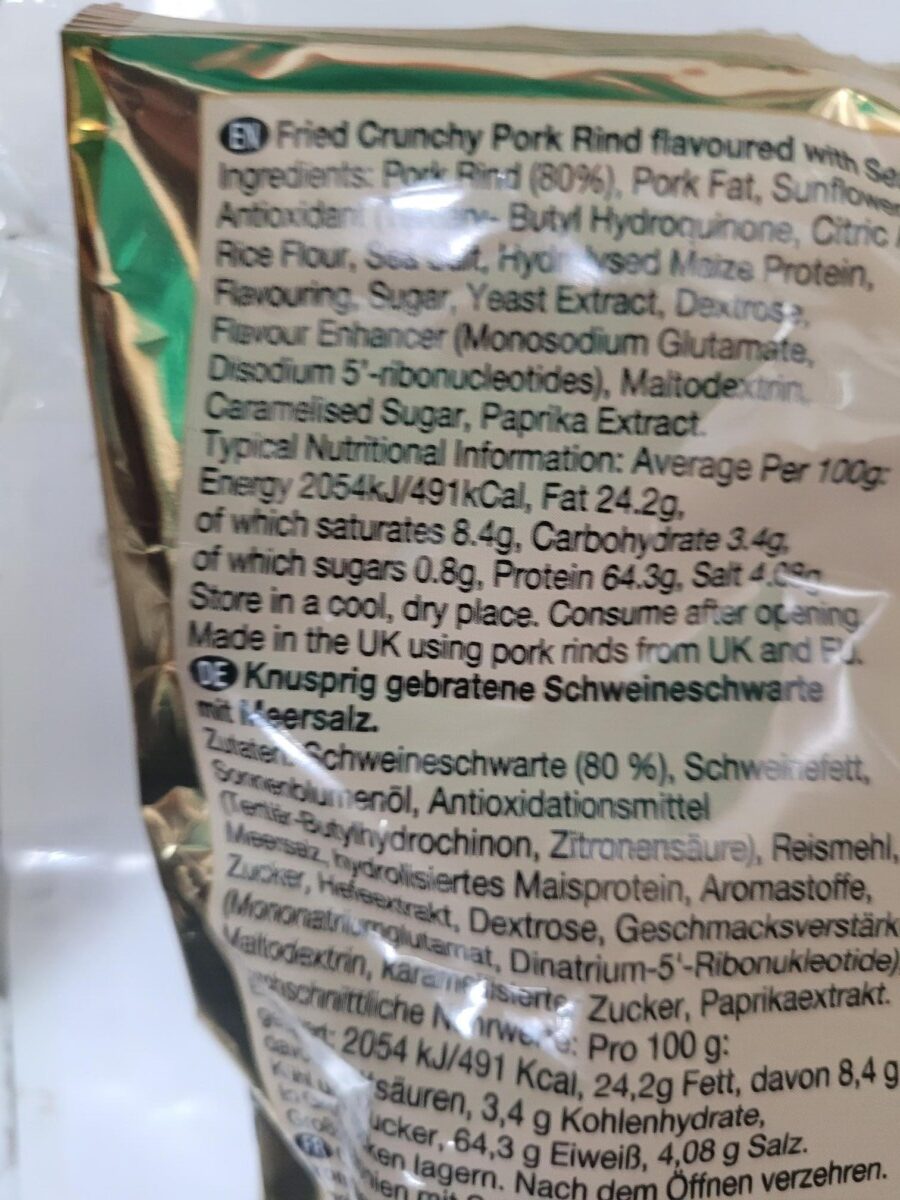 EN Fried Crunchy Pork Rind flavoured with
Ingredients: Pork Rind (80%), Pork Fat, Sunflower
Butyl Hydroquinone, Citric
Rice Flour, Sea Salt, Hydrolysed Maize Protein,
Flavouring, Sugar, Yeast Extract, Dextrose,
Flavour Enhancer (Monosodium Glutamate,
Disodium 5'-ribonucleotides), Maltodextrin,
Caramelised Sugar, Paprika Extract.
Typical Nutritional Information: Average Per 100g:
Energy 2054kJ/491kCal, Fat 24.2g,
of which saturates 8.4g, Carbohydrate 3.4g,
of which sugars 0.8g, Protein 64.3g, Salt 4.08g
Store in a cool, dry place. Consume after opening.
Made in the UK using pork rinds from UK and EU.
DE Knusprig gebratene Schweineschwarte
mit Meersalz.
Zutaten: Schweineschwarte (80 %), Schweinefett,
Sonnenblumenöl, Antioxidationsmittel
(Tertiär-Butylhydrochinon, Zitronensäure), Reismehl,
Meersalz, hydrolisiertes Maisprotein, Aromastoffe,
Zucker, Hefeextrakt, Dextrose, Geschmacksverstärk
(Mononatriumglutamat, Dinatrium-5'-Ribonukleotide)
Maltodextrin, karamellisierte Zucker, Paprikaextrakt.
Pro 100 g:
2054 kJ/491 Kcal, 24,2g Fett, davon 8,4 g
säuren, 3,4 g Kohlenhydrate,
ucker, 64,3 g Eiweiß, 4,08 g Salz.
ken lagern. Nach dem Öffnen verzehren.